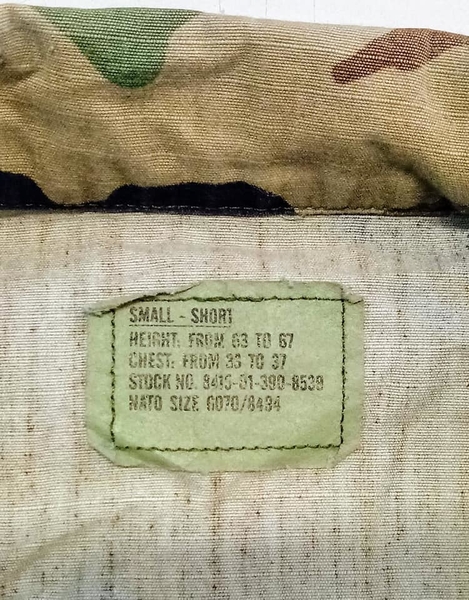 SMALL - SHORT
HEIGHT: FROM 63 TO 67
CHEST: FROM 33 TO 37
STOCK NO. 8415-01-390-8539
NATO SIZE 6070/8494